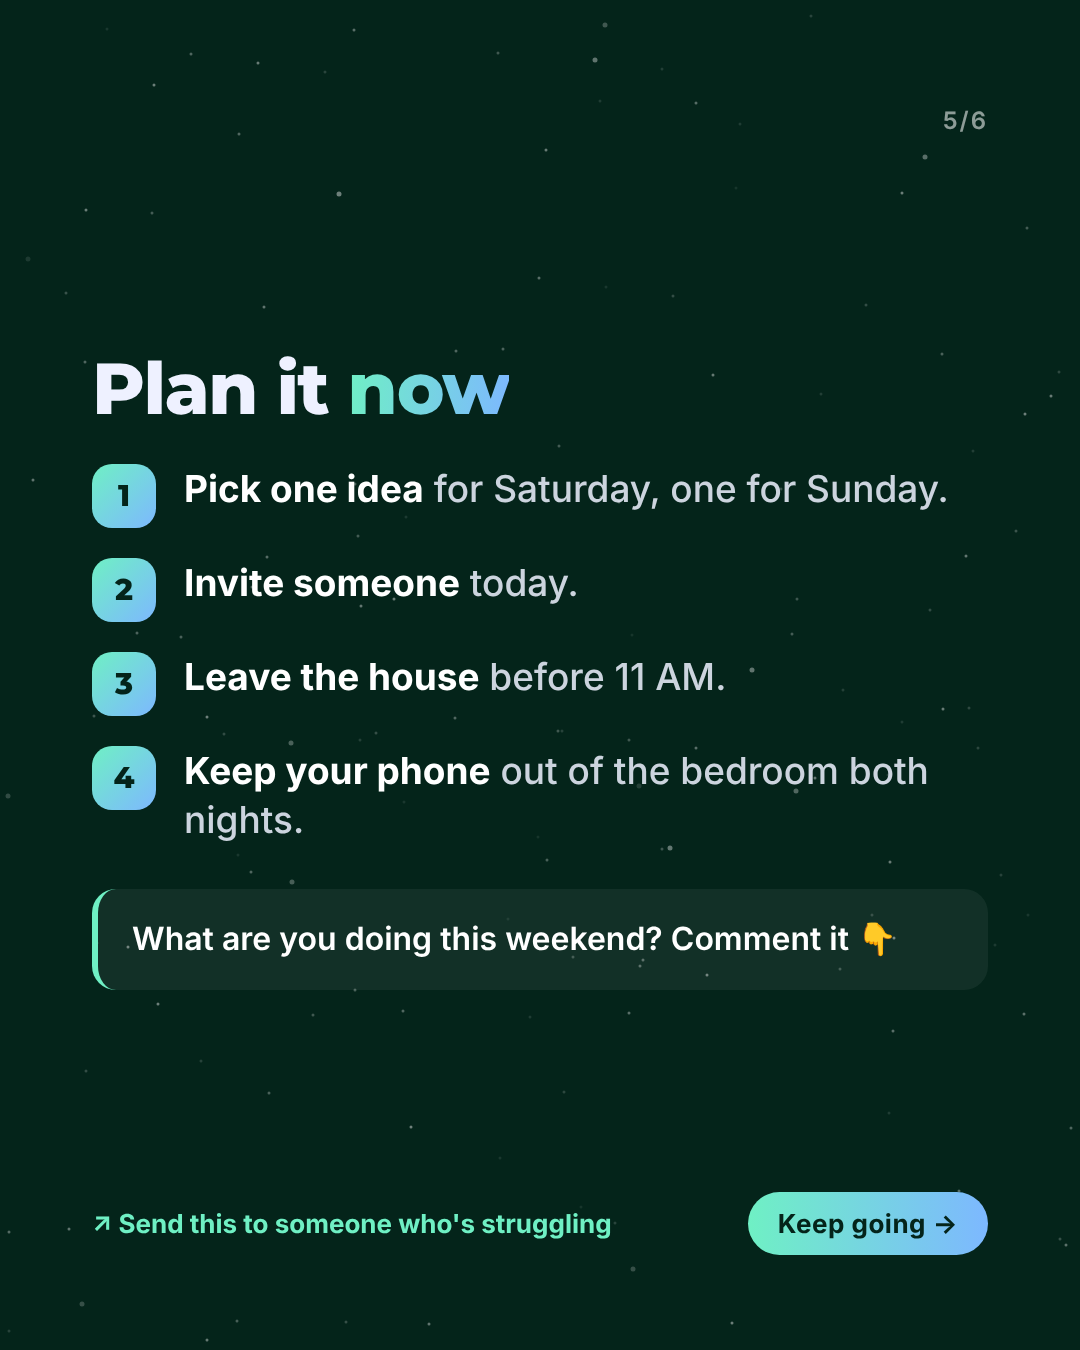 5/6
Plan it now
1 Pick one idea for Saturday, one for Sunday.
2 Invite someone today.
3 Leave the house before 11 AM.
4 Keep your phone out of the bedroom both
nights.
What are you doing this weekend? Comment it 👇
↗ Send this to someone who's struggling
Keep going →